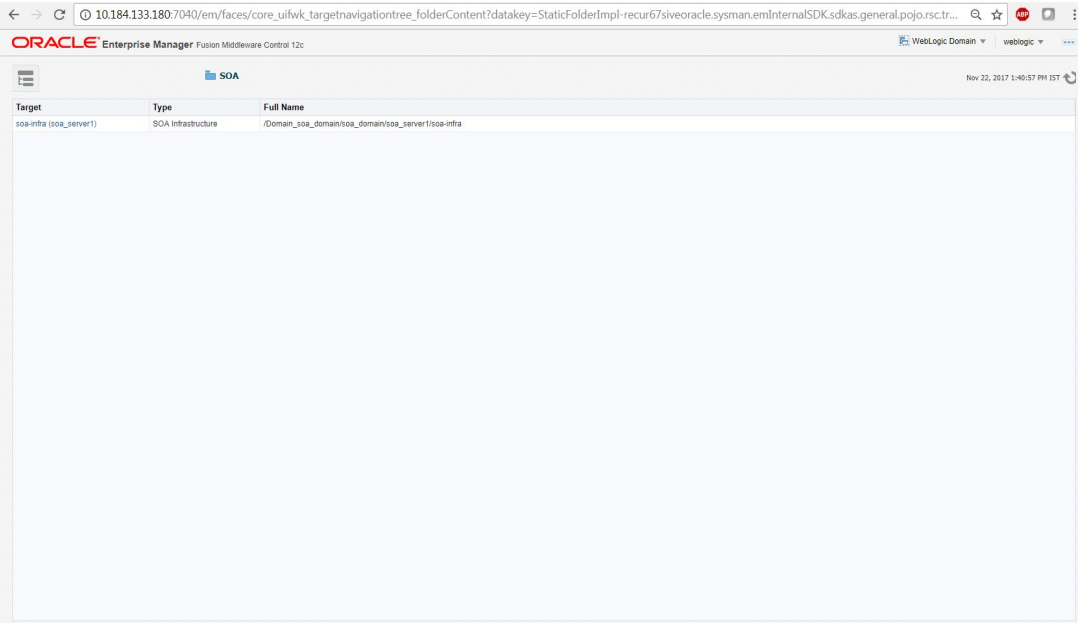 10.184.133.180:7040/em/faces/core_uifwk_targetnavigationtree_folderContent?datakey=StaticFolderImpl-recur67siveoracle.sysman.emInternalSDK.sdkas.general.pojo.rsc.tr...
ABP
ORACLE Enterprise Manager Fusion Middleware Control 12c
WebLogic Domain
weblogic
SOA
Nov 22, 2017 1:40:57 PM IST
Target Type Full Name
soa-infra (soa_server1) SOA Infrastructure /Domain_soa_domain/soa_domain/soa_server1/soa-infra